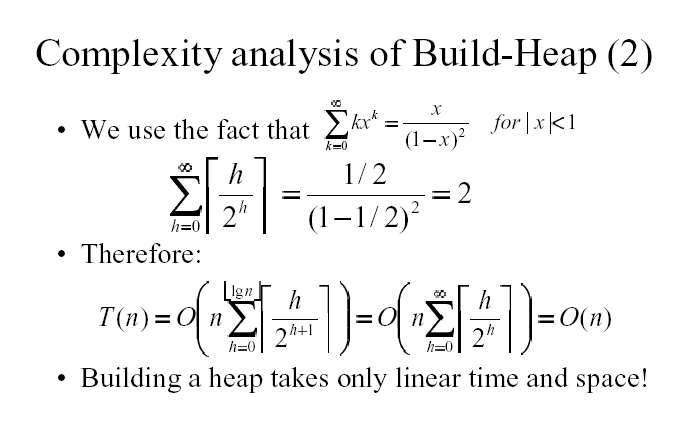 Complexity analysis of Build-Heap (2)
• We use the fact that ∑_{k=0}^{∞} kx^k = x/(1−x)² for |x|<1
∑_{h=0}^{∞} ⌈h/2^h⌉ = (1/2)/(1−1/2)² = 2
• Therefore:
T(n) = O(n ∑_{h=0}^{⌊lg n⌋} ⌈h/2^{h+1}⌉) = O(n ∑_{h=0}^{∞} ⌈h/2^h⌉) = O(n)
• Building a heap takes only linear time and space!